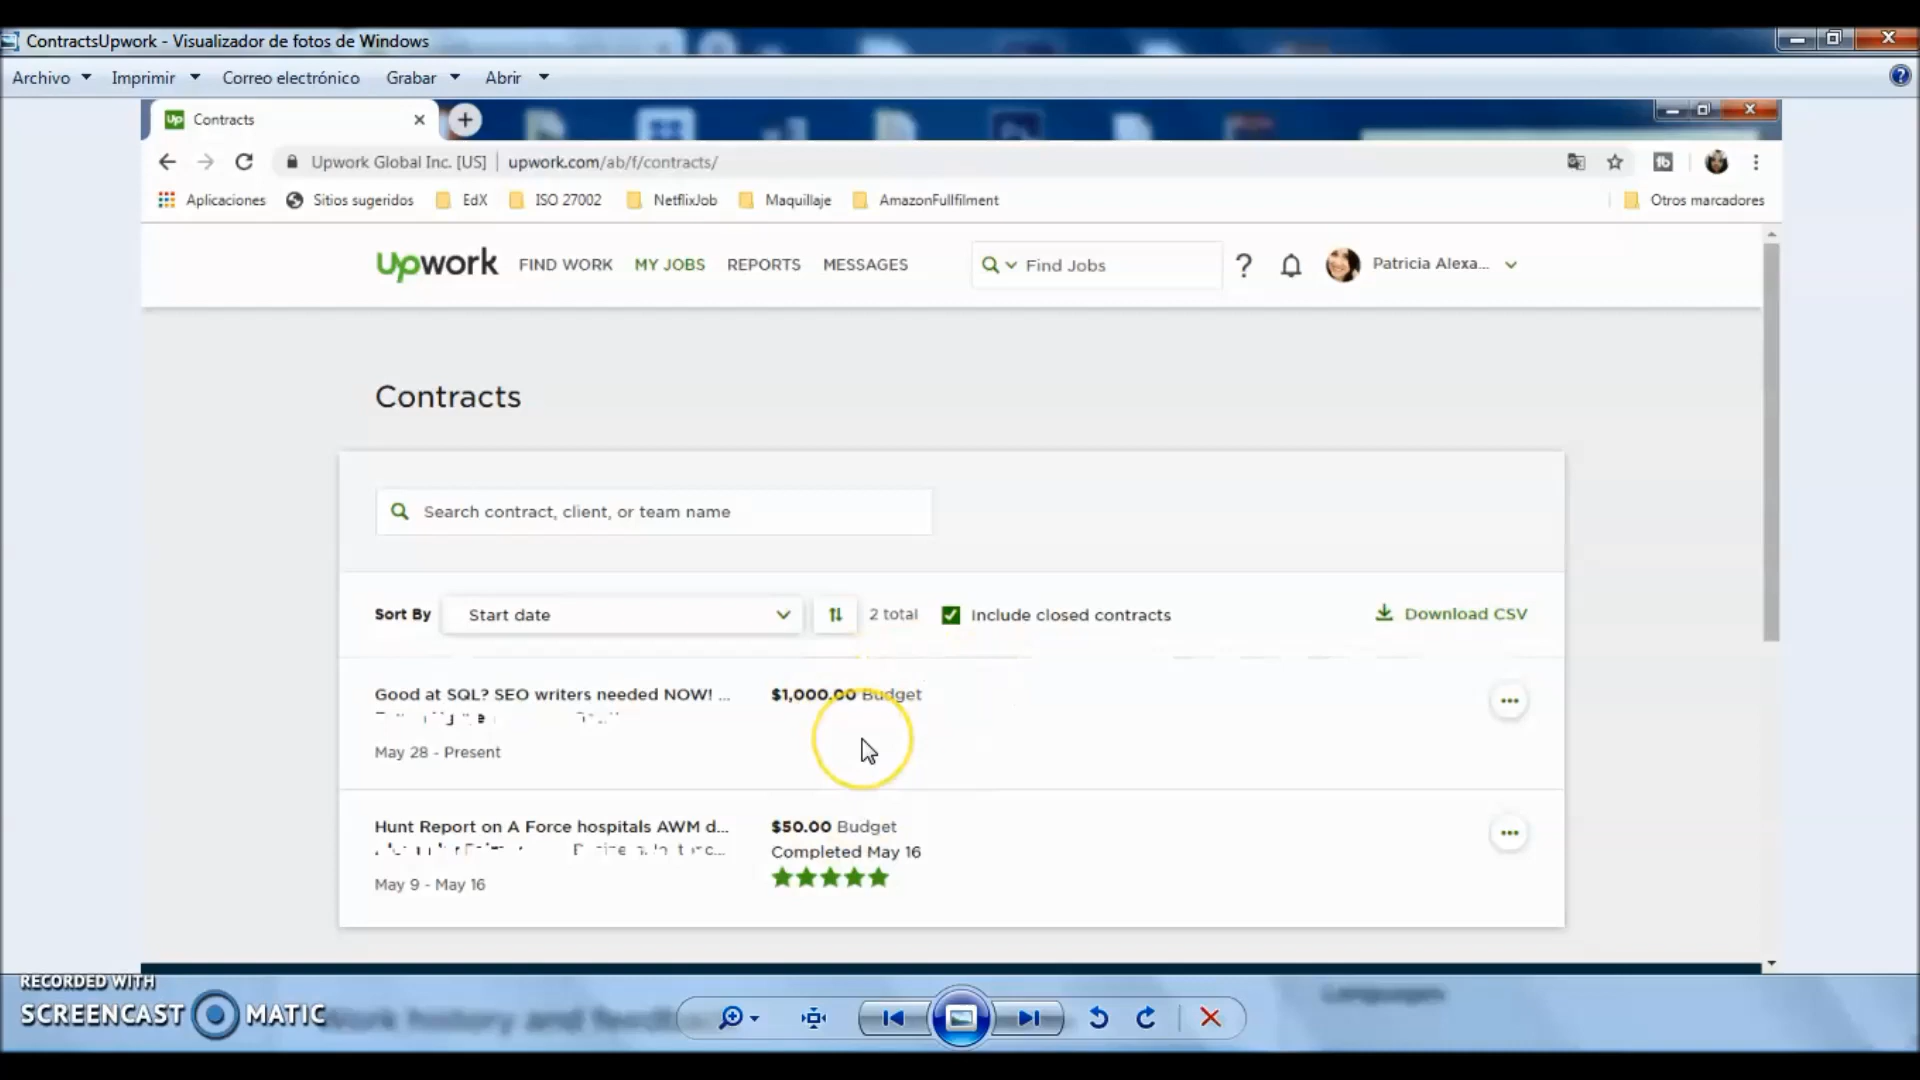 ContractsUpwork - Visualizador de fotos de Windows
Archivo Imprimir Correo electrónico Grabar Abrir
Contracts
Upwork Global Inc. [US] upwork.com/ab/f/contracts/
Aplicaciones Sitios sugeridos EdX ISO 27002 NetflixJob Maquillaje AmazonFullfilment Otros marcadores
Upwork FIND WORK MY JOBS REPORTS MESSAGES Find Jobs ? Patricia Alexa...
Contracts
Search contract, client, or team name
Sort By Start date 2 total Include closed contracts Download CSV
Good at SQL? SEO writers needed NOW! ... $1,000.00 Budget
May 28 - Present
Hunt Report on A Force hospitals AWM d... $50.00 Budget
Completed May 16
May 9 - May 16
RECORDED WITH
SCREENCAST MATIC
Work history and feedb
Languages